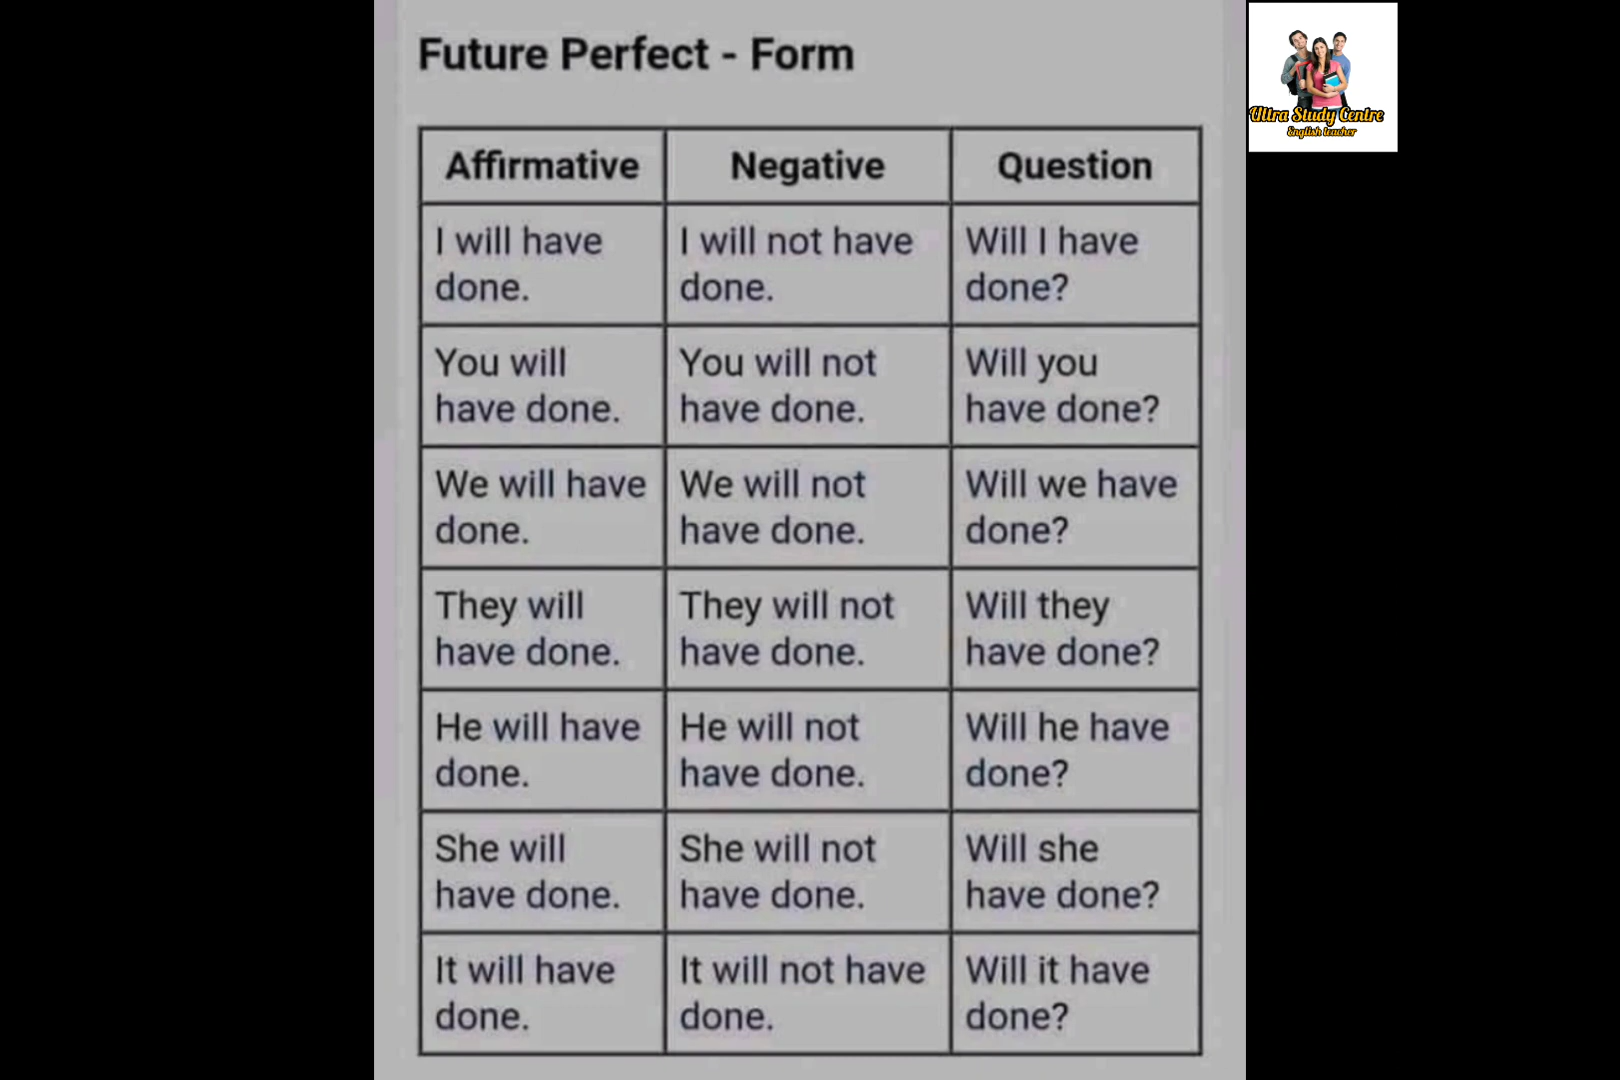 Future Perfect - Form
Ultra Study Centre
English teacher
Affirmative Negative Question
I will have I will not have Will I have
done. done. done?
You will You will not Will you
have done. have done. have done?
We will have We will not Will we have
done. have done. done?
They will They will not Will they
have done. have done. have done?
He will have He will not Will he have
done. have done. done?
She will She will not Will she
have done. have done. have done?
It will have It will not have Will it have
done. done. done?